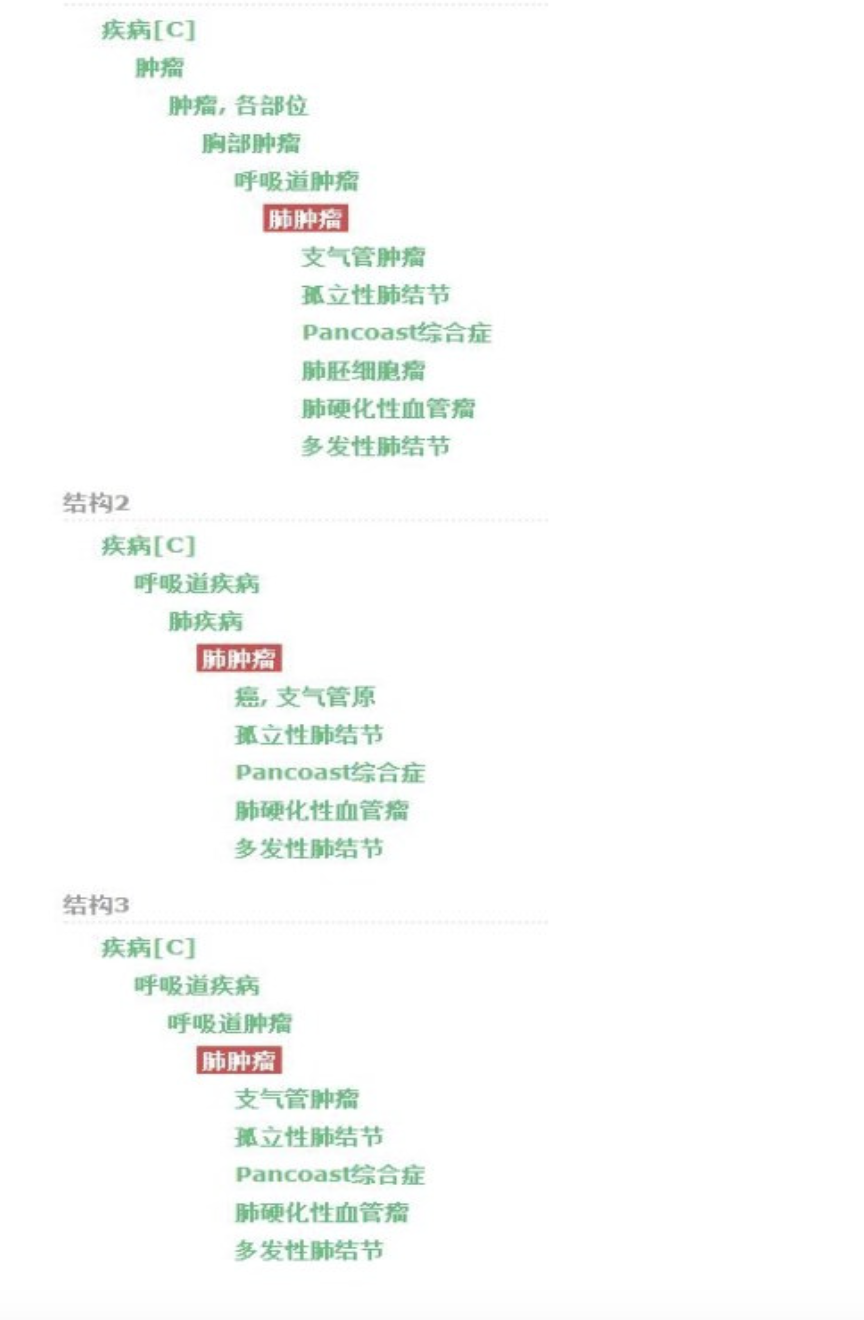 疾病[C]
肿瘤
肿瘤, 各部位
胸部肿瘤
呼吸道肿瘤
肺肿瘤
支气管肿瘤
孤立性肺结节
Pancoast综合症
肺胚细胞瘤
肺硬化性血管瘤
多发性肺结节
结构2
疾病[C]
呼吸道疾病
肺疾病
肺肿瘤
癌, 支气管原
孤立性肺结节
Pancoast综合症
肺硬化性血管瘤
多发性肺结节
结构3
疾病[C]
呼吸道疾病
呼吸道肿瘤
肺肿瘤
支气管肿瘤
孤立性肺结节
Pancoast综合症
肺硬化性血管瘤
多发性肺结节